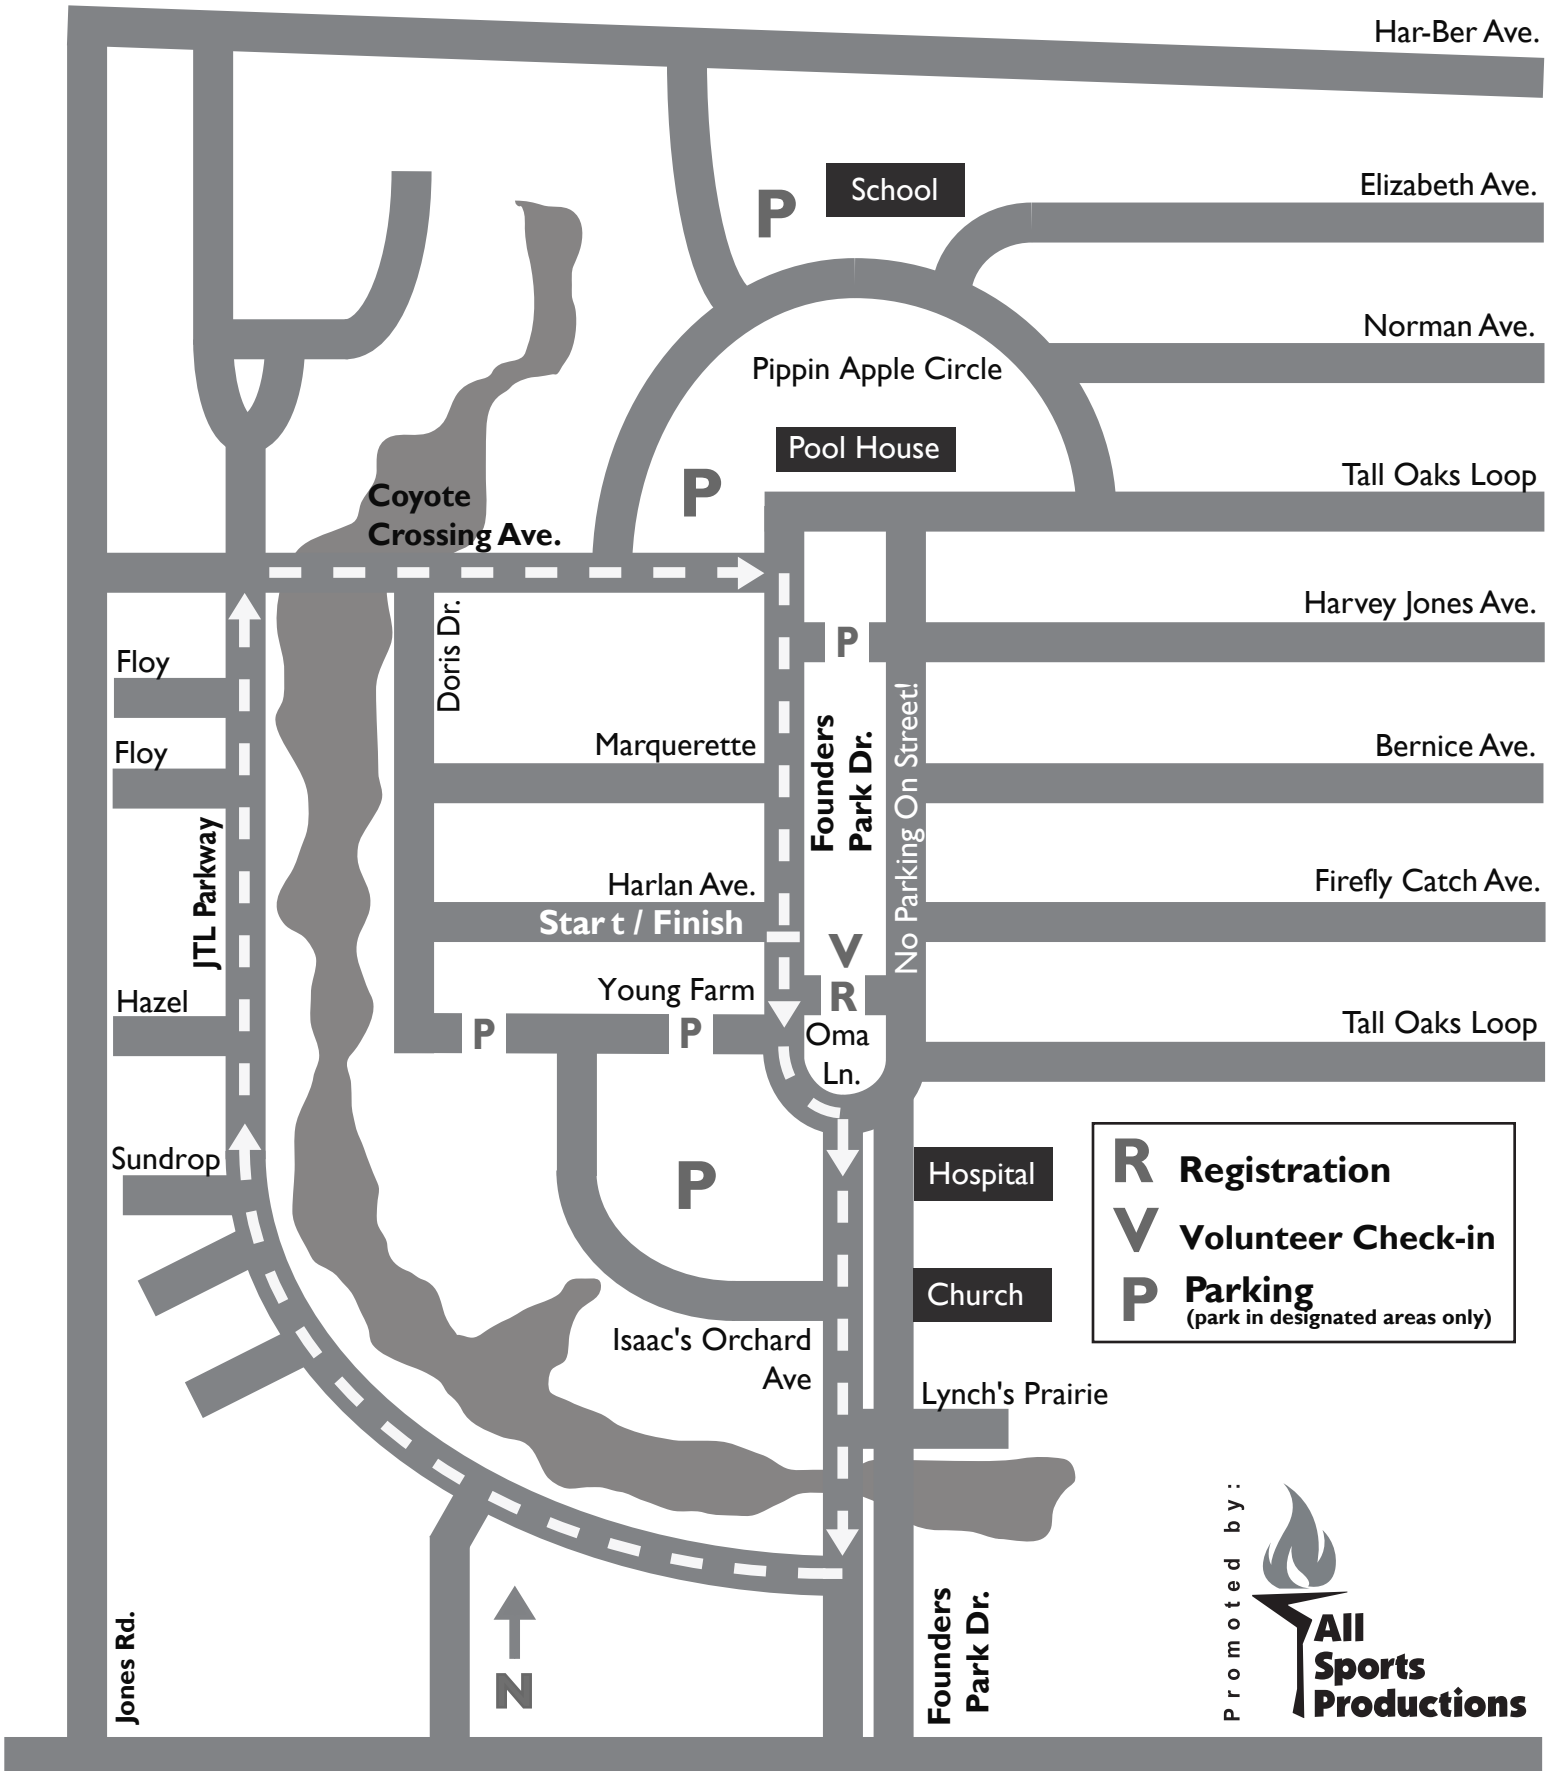 Har-Ber Ave.
P
School
Elizabeth Ave.
Norman Ave.
Pippin Apple Circle
Pool House
P
Tall Oaks Loop
Coyote
Crossing Ave.
Harvey Jones Ave.
P
Doris Dr.
Floy
Marquerette
Bernice Ave.
Floy
Founders
Park Dr.
No Parking On Street!
JTL Parkway
Harlan Ave.
Firefly Catch Ave.
Start / Finish
V
R
Young Farm
Hazel
P
P
Oma
Ln.
Tall Oaks Loop
Sundrop
P
Hospital
R Registration
V Volunteer Check-in
P Parking
(park in designated areas only)
Church
Isaac's Orchard
Ave
Lynch's Prairie
Jones Rd.
N
Founders
Park Dr.
Promoted by:
All
Sports
Productions